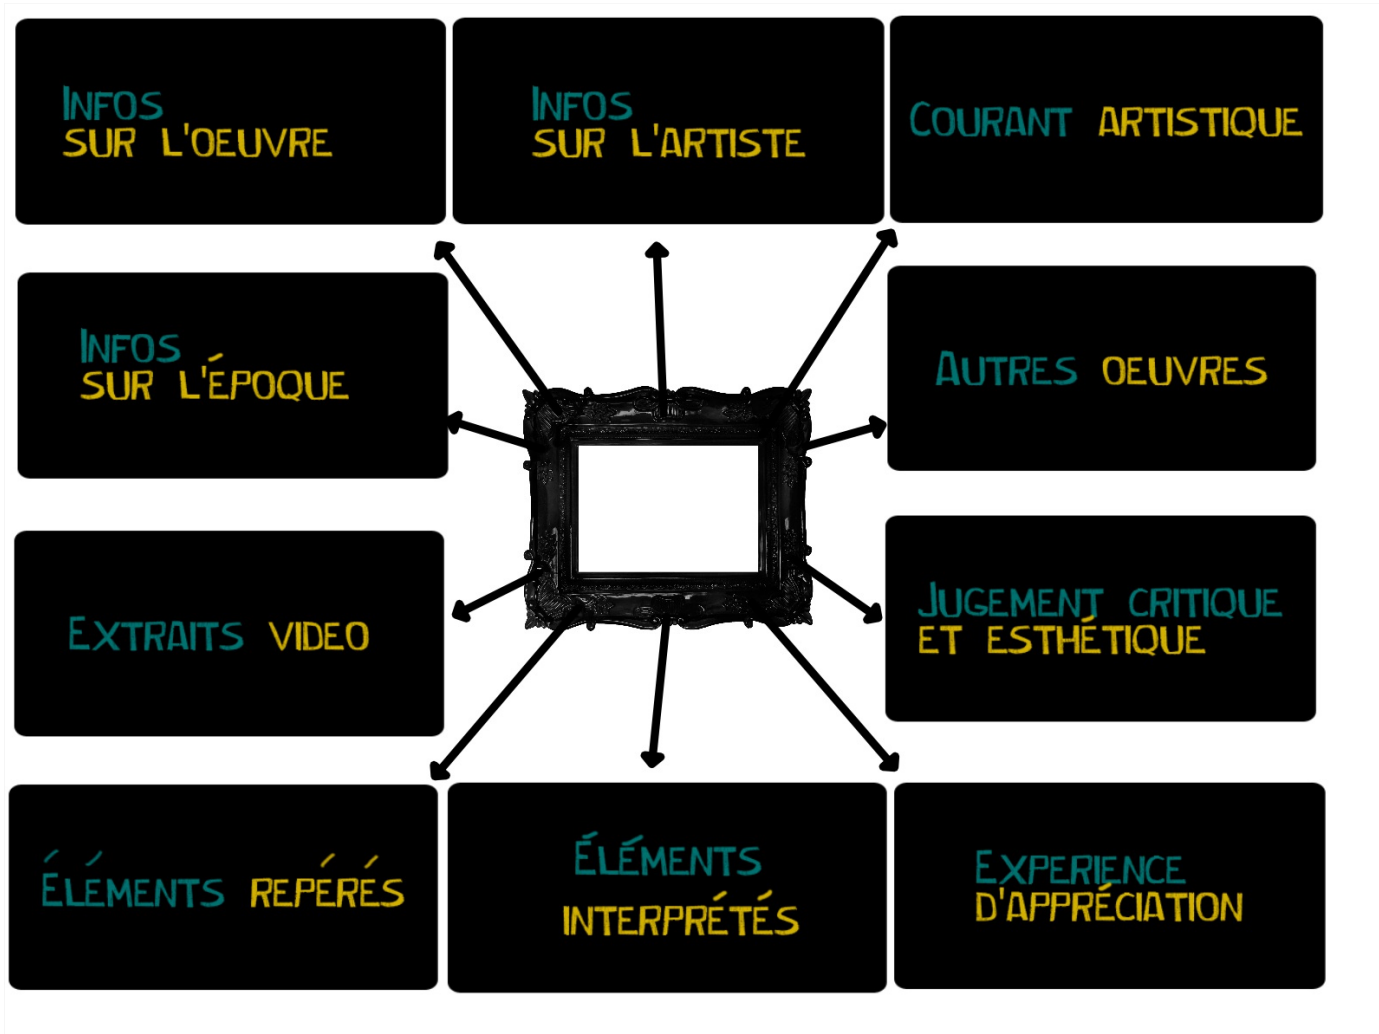 INFOS
SUR L'OEUVRE
INFOS
SUR L'ARTISTE
COURANT ARTISTIQUE
INFOS
SUR L'ÉPOQUE
AUTRES OEUVRES
EXTRAITS VIDEO
JUGEMENT CRITIQUE
ET ESTHÉTIQUE
ÉLÉMENTS REPÉRÉS
ÉLÉMENTS
INTERPRÉTÉS
EXPERIENCE
D'APPRÉCIATION